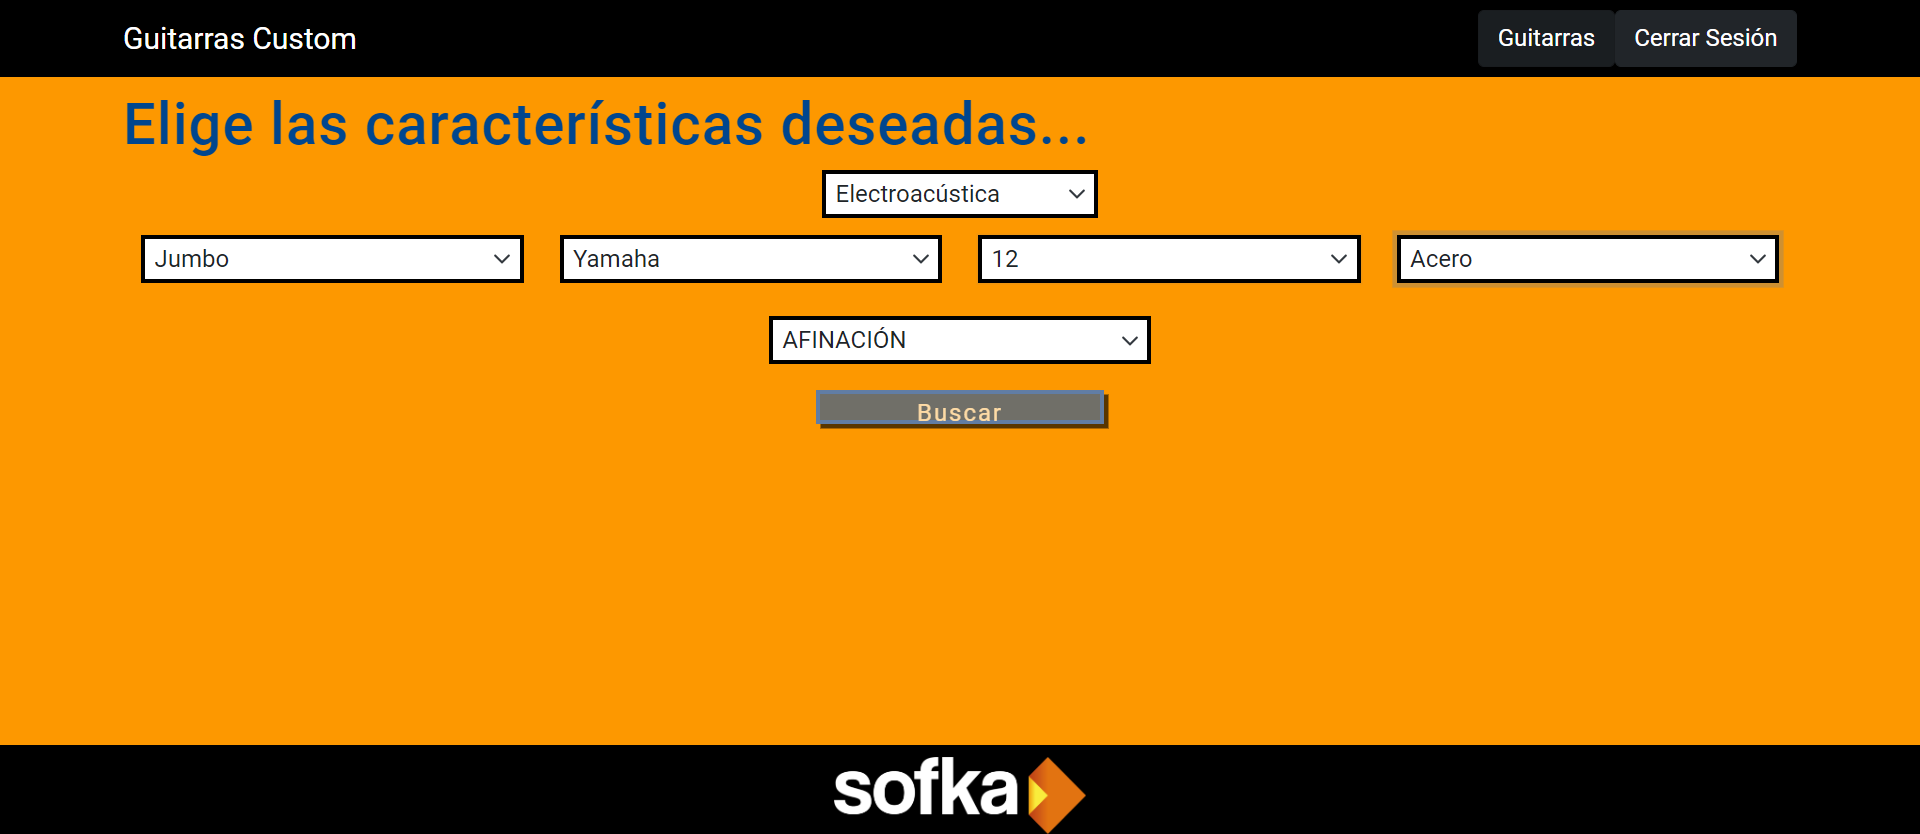 Guitarras Custom Guitarras Cerrar Sesión
Elige las características deseadas...
Electroacústica
Jumbo Yamaha 12 Acero
AFINACIÓN
Buscar
sofka